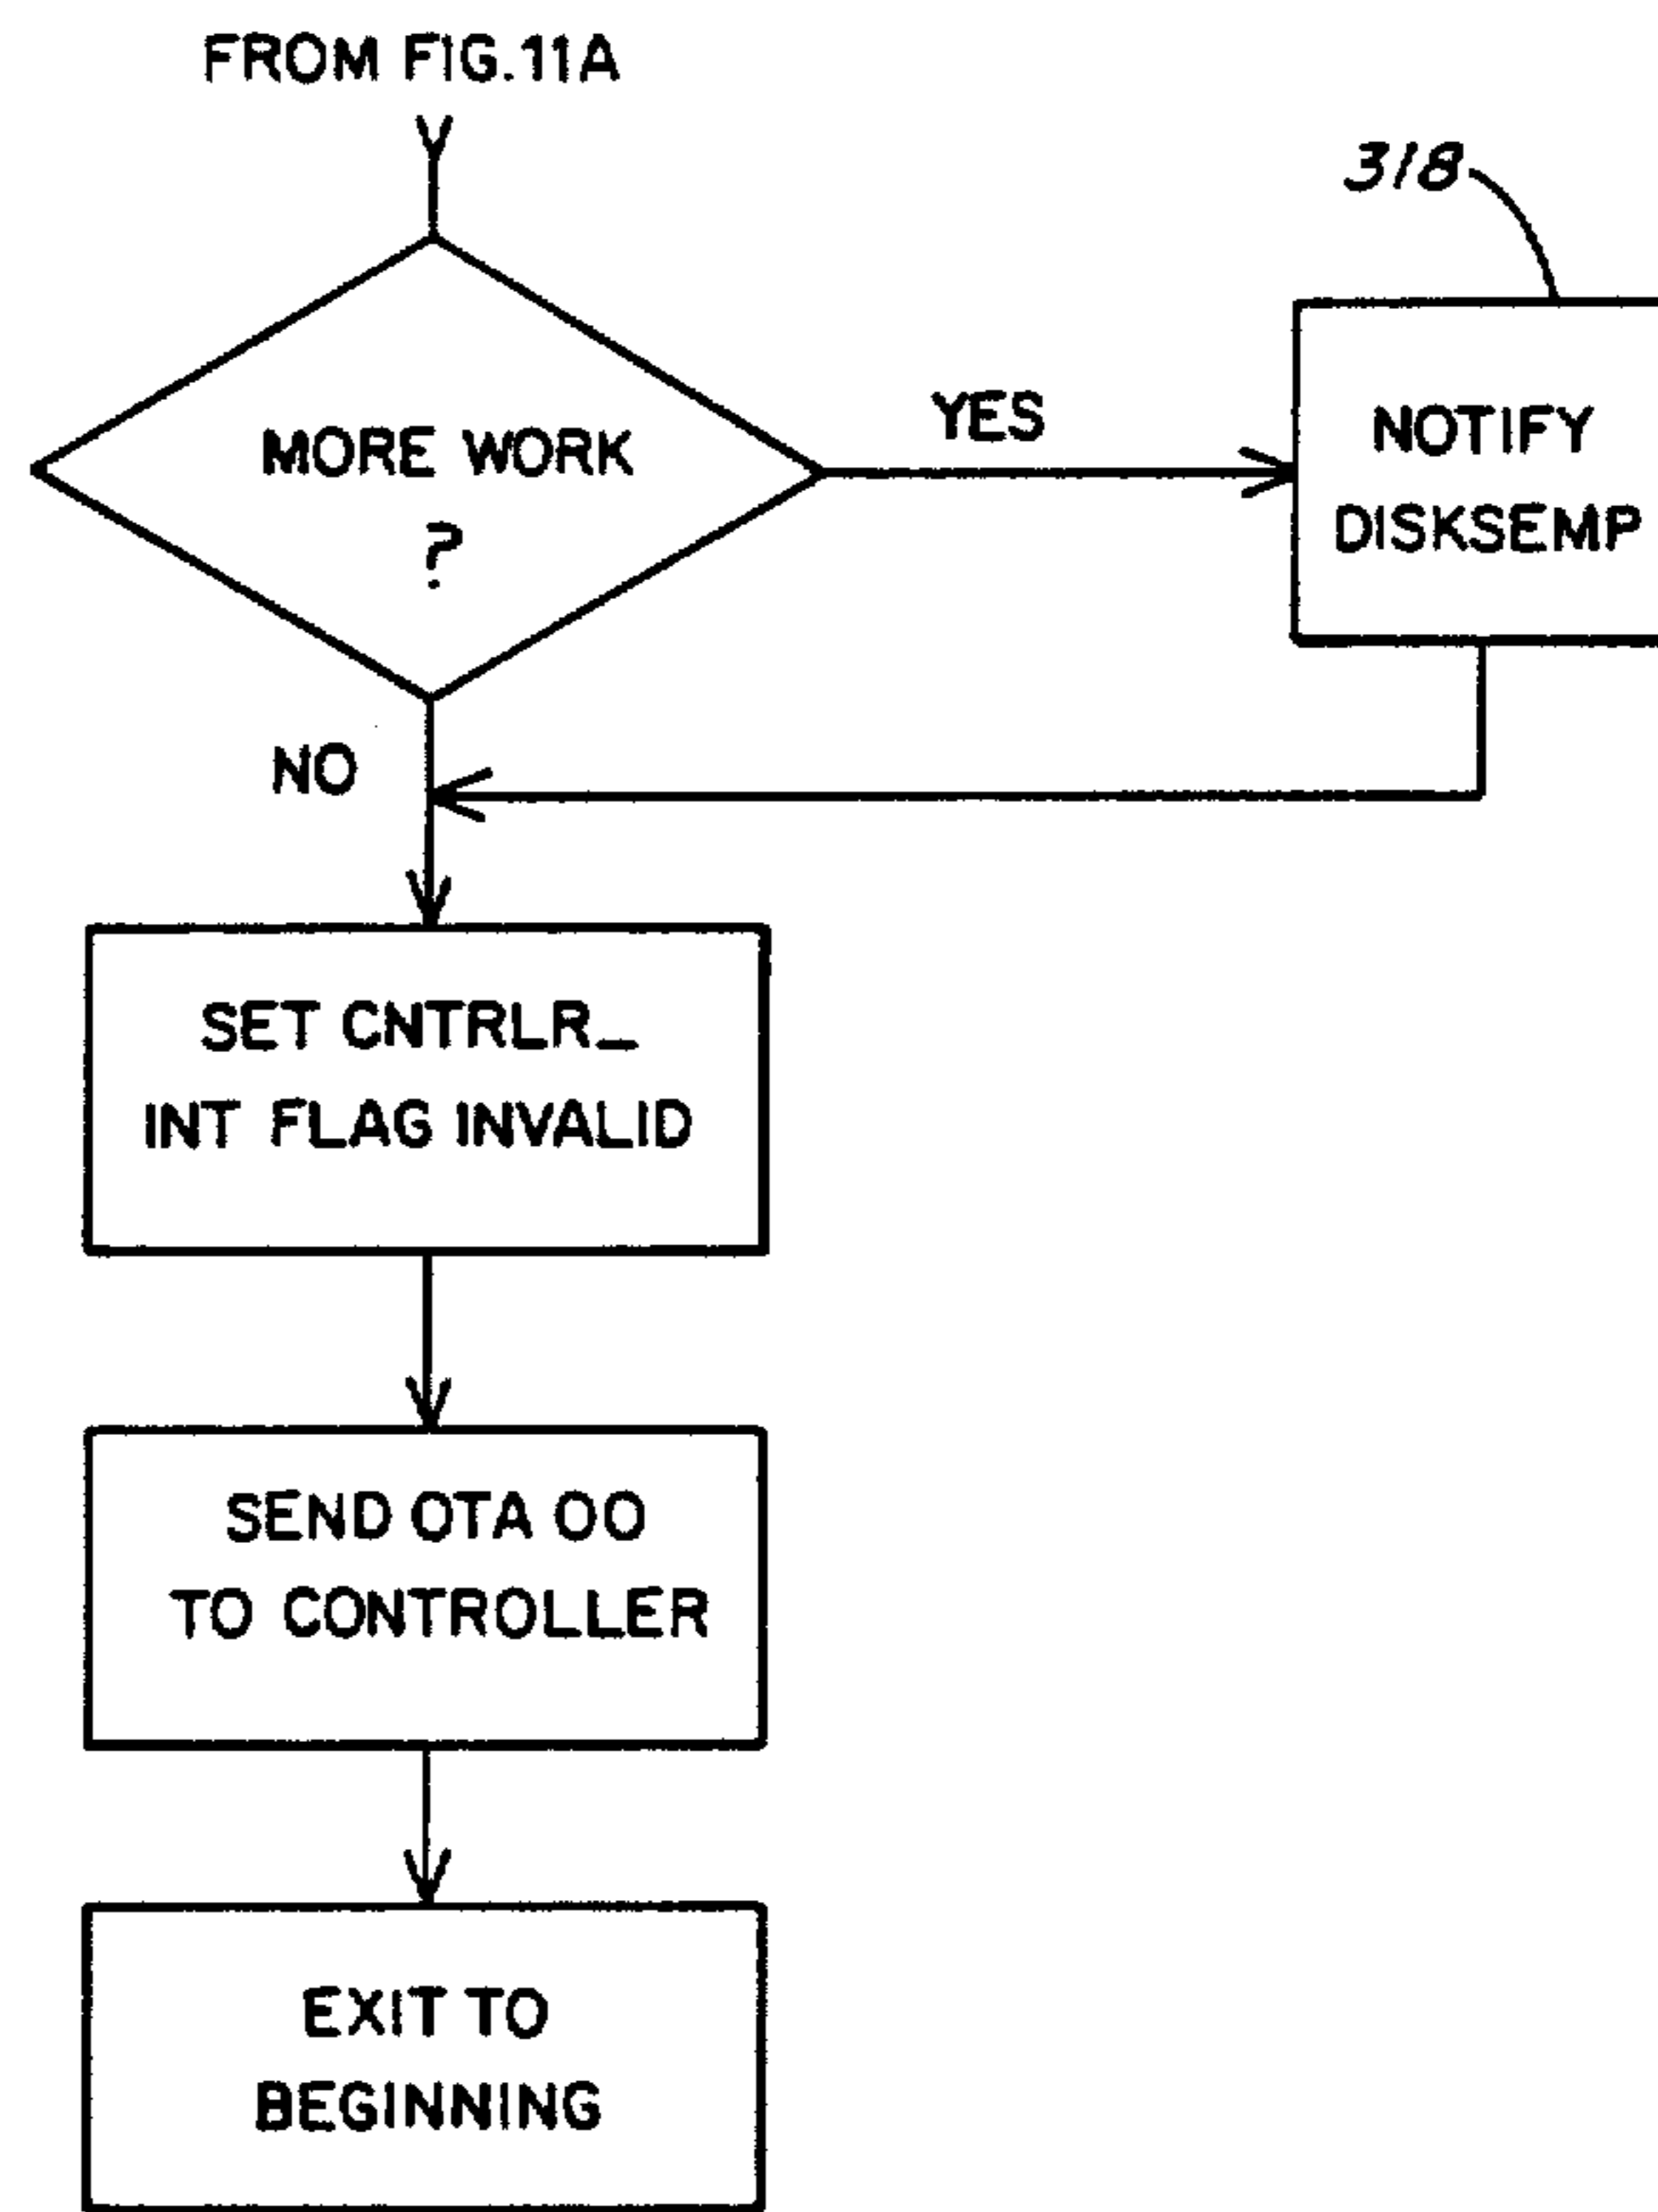 FROM FIG.11A
318
MORE WORK
?
YES
NOTIFY
DISKSEMP
NO
SET CNTRLR_
INT FLAG INVALID
SEND OTA OO
TO CONTROLLER
EXIT TO
BEGINNING